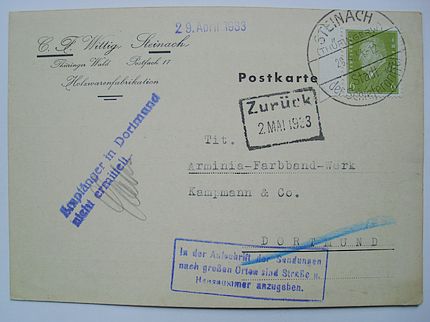 29. April 1933
C. F. Wittig, Steinach
Thüringer Wald Postfach 17
Holzwarenfabrikation
STEINACH
(THÜRINGERW)
Postkarte
Zurück
2. MAI 1933
Empfänger in Dortmund
nicht ermittelt
Tit.
Arminia-Farbband-Werk
Kampmann & Co.
DORTMUND
In der Aufschrift der Sendungen
nach großen Orten sind Straße u.
Hausnummer anzugeben.